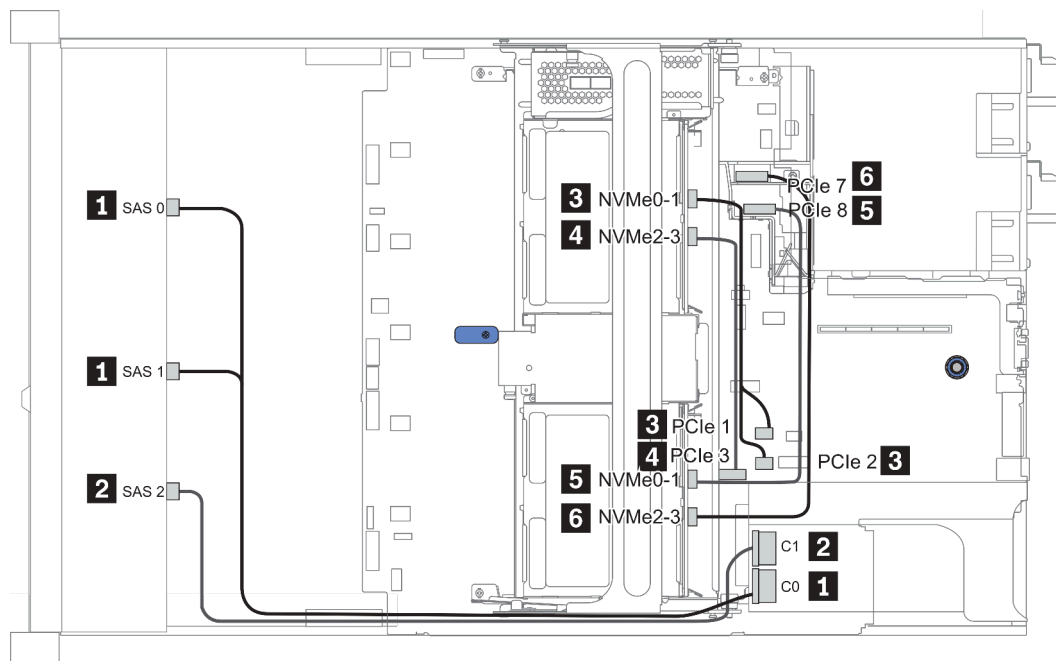 1 SAS 0
1 SAS 1
2 SAS 2
3 NVMe0-1
4 NVMe2-3
PCIe 7 6
PCIe 8 5
3 PCIe 1
4 PCIe 3
PCIe 2 3
5 NVMe0-1
6 NVMe2-3
C1 2
C0 1